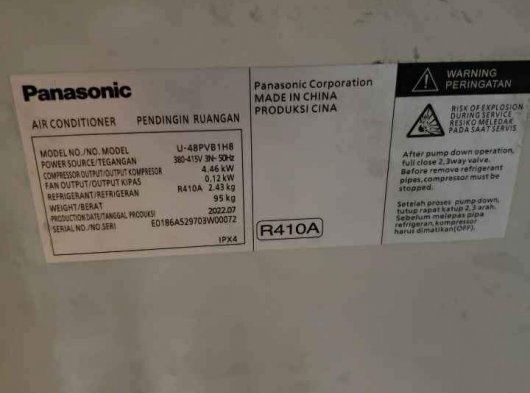 Panasonic
AIR CONDITIONER PENDINGIN RUANGAN
MODEL NO./NO. MODEL U-48PVB1H8
POWER SOURCE/TEGANGAN 380-415V 3N~ 50Hz
COMPRESSOR OUTPUT/OUTPUT KOMPRESOR 4.46 kW
FAN OUTPUT/OUTPUT KIPAS 0.12 kW
REFRIGERANT/REFRIGERAN R410A 2.43 kg
WEIGHT/BERAT 95 kg
PRODUCTION DATE/TANGGAL PRODUKSI 2022.07
SERIAL NO./NO.SERI E01B6A529703W00072
IPX4
Panasonic Corporation
MADE IN CHINA
PRODUKSI CINA
R410A
WARNING
PERINGATAN
RISK OF EXPLOSION
DURING SERVICE
RESIKO MELEDAK
PADA SAAT SERVIS
After pump down operation,
full close 2,3way valve.
Before remove refrigerant
pipes, compressor must be
stopped.
Setelah proses pump down,
tutup rapat katup 2,3 arah.
Sebelum melepas pipa
refrigeran, kompressor
harus dimatikan(OFF).